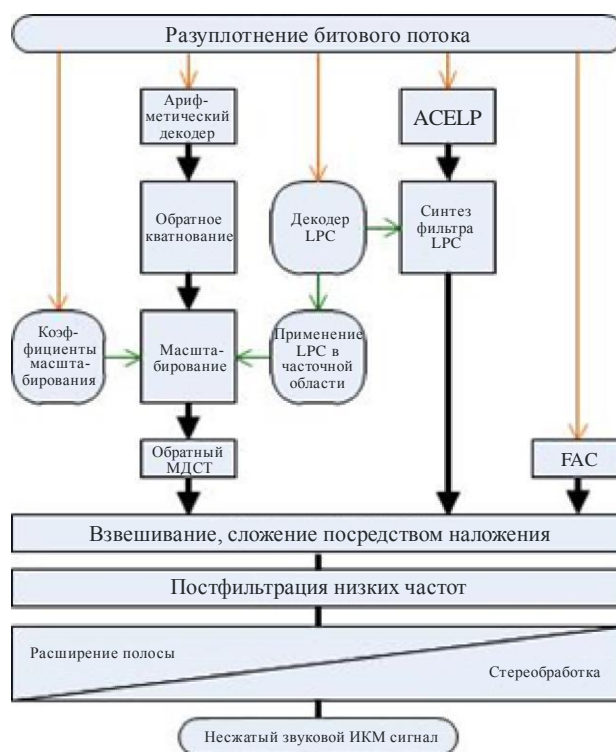 Разуплотнение битового потока
Ариф-
метический
декодер
ACELP
Обратное
кватнование
Декодер
LPC
Синтез
фильтра
LPC
Коэф-
фициенты
масшта-
бирования
Масшта-
бирование
Применение
LPC в
часточной
области
Обратный
МДСТ
FAC
Взвешивание, сложение посредством наложения
Постфильтрация низких частот
Расширение полосы
Стереобработка
Несжатый звуковой ИКМ сигнал